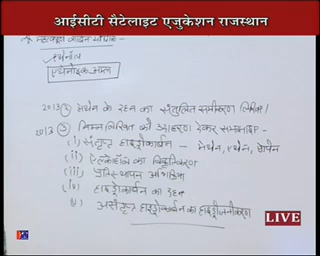 आईसीटी सैटेलाइट एजुकेशन राजस्थान
एथेनॉल
एथेनोइक अम्ल
2013 (2) मेथेन के दहन का संतुलित समीकरण लिखिए।
2013 (3) निम्नलिखित को उदाहरण देकर समझाइए-
(i) संतृप्त हाइड्रोकार्बन - मेथेन, एथेन, प्रोपेन
(ii) एल्कोहॉल का
(iii) प्रतिस्थापन अभिक्रिया
(iv) हाइड्रोकार्बन का दहन
(v) असंतृप्त हाइड्रोकार्बन का हाइड्रोजनीकरण
LIVE